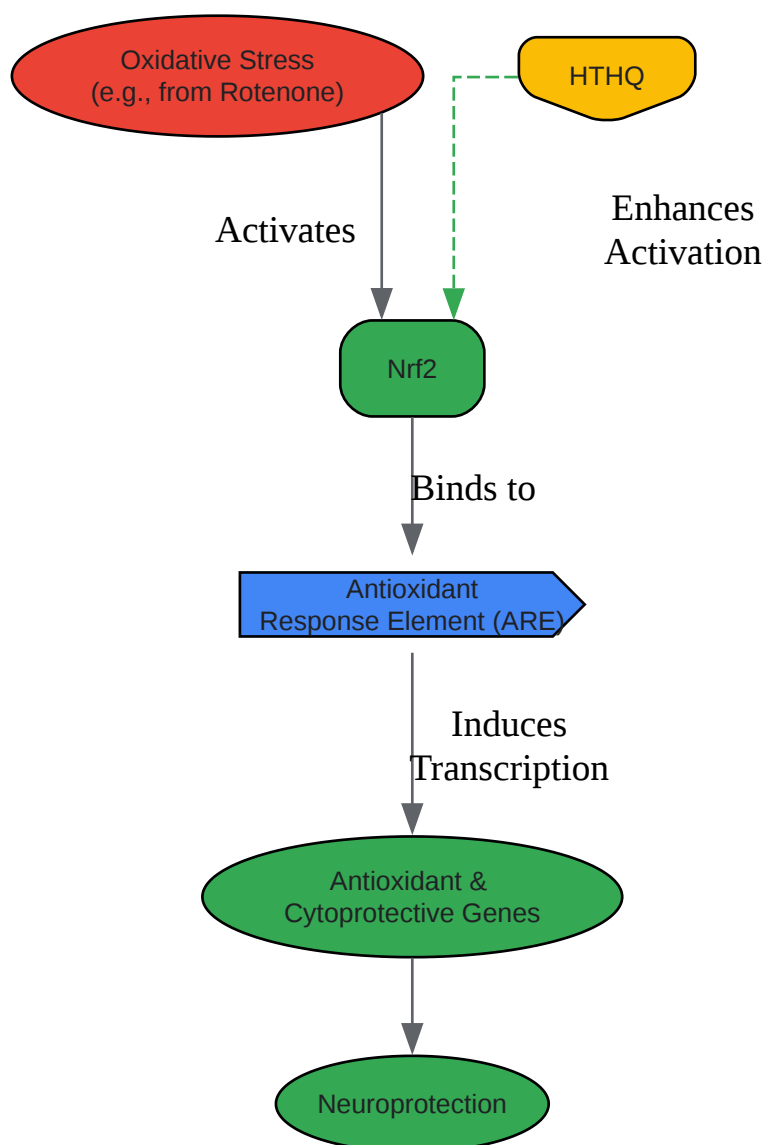 Oxidative Stress
(e.g., from Rotenone)
HTHQ
Activates
Enhances
Activation
Nrf2
Binds to
Antioxidant
Response Element (ARE)
Induces
Transcription
Antioxidant &
Cytoprotective Genes
Neuroprotection